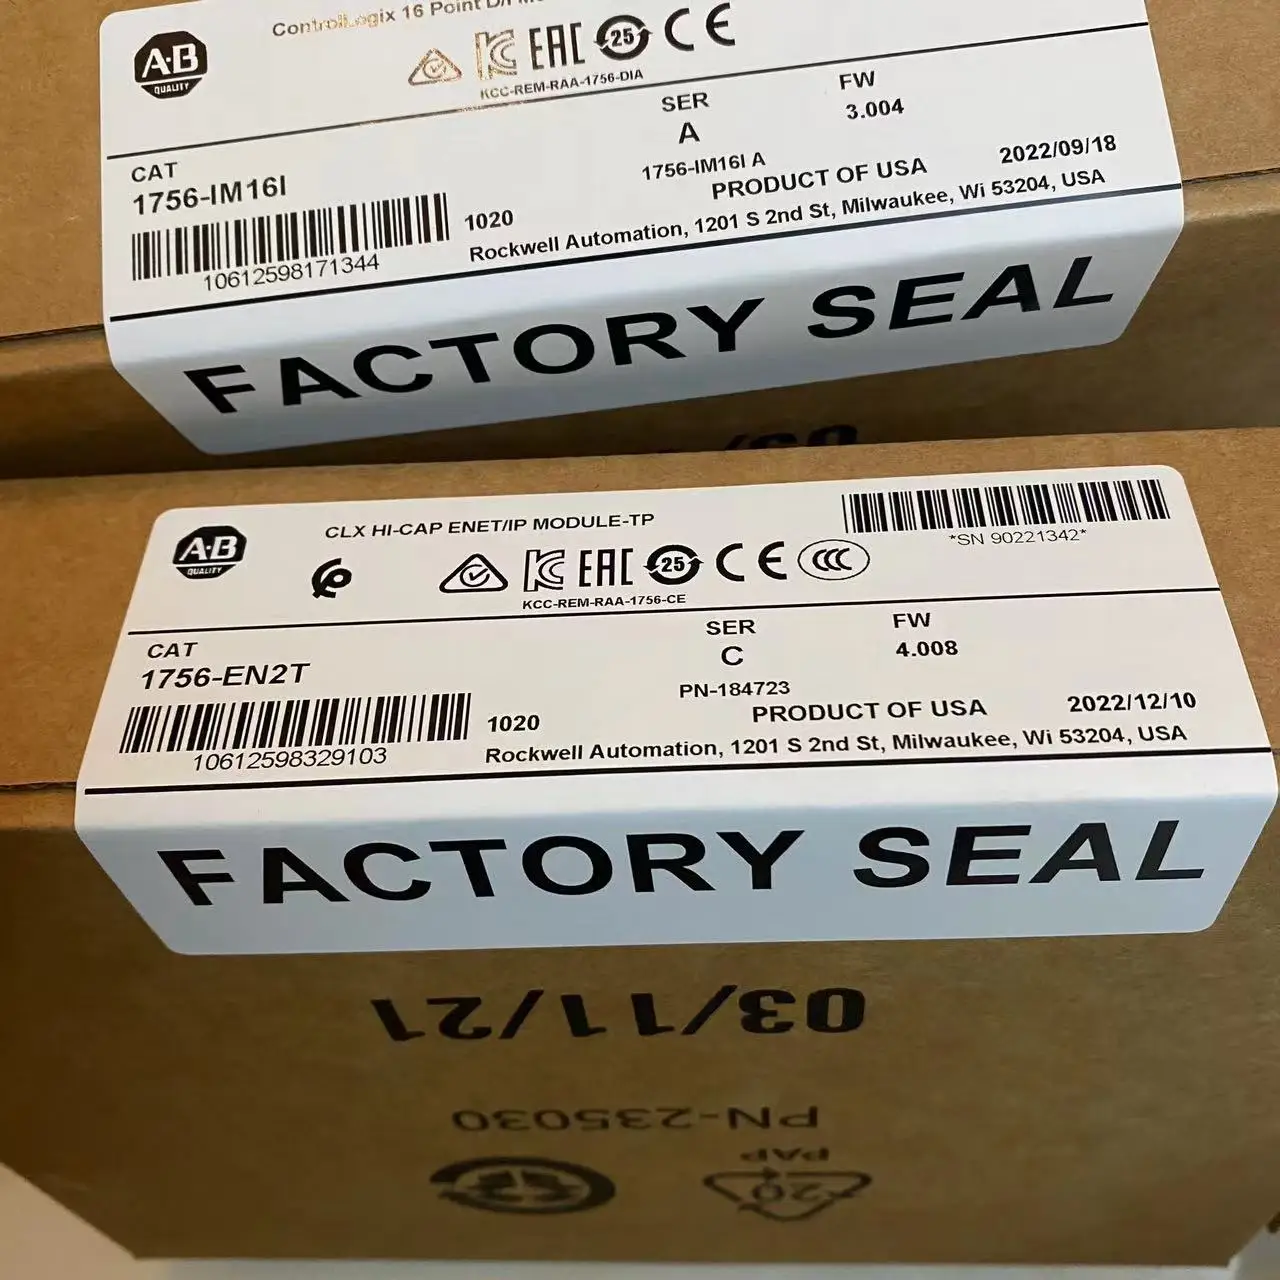 ControlLogix 16 Point
A·B
QUALITY
EAC
25
CE
KCC-REM-RAA-1756-DIA
SER
FW
A
3.004
CAT
1756-IM16I
1756-IM16I A
2022/09/18
PRODUCT OF USA
1020
Rockwell Automation, 1201 S 2nd St, Milwaukee, Wi 53204, USA
10612598171344
FACTORY SEAL
CLX HI-CAP ENET/IP MODULE-TP
*SN 90221342*
A·B
QUALITY
EAC
25
CE
CCC
KCC-REM-RAA-1756-CE
SER
FW
C
4.008
CAT
1756-EN2T
PN-184723
2022/12/10
PRODUCT OF USA
1020
Rockwell Automation, 1201 S 2nd St, Milwaukee, Wi 53204, USA
10612598329103
FACTORY SEAL
03/11/21
PN-235030
PAP
20